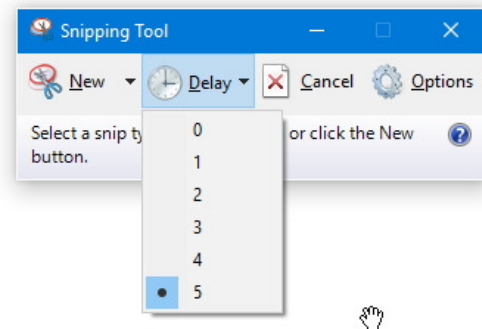 Snipping Tool
New Delay Cancel Options
Select a snip ty or click the New
button.
0
1
2
3
4
5